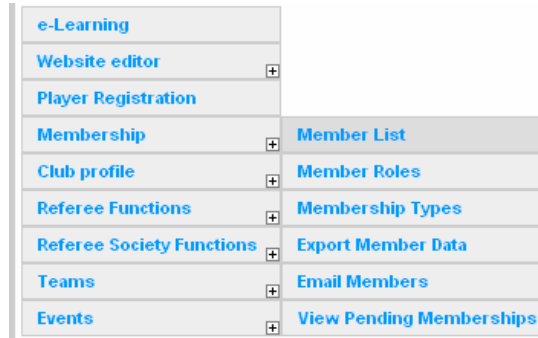 e-Learning
Website editor
Player Registration
Membership
Club profile
Referee Functions
Referee Society Functions
Teams
Events
Member List
Member Roles
Membership Types
Export Member Data
Email Members
View Pending Memberships